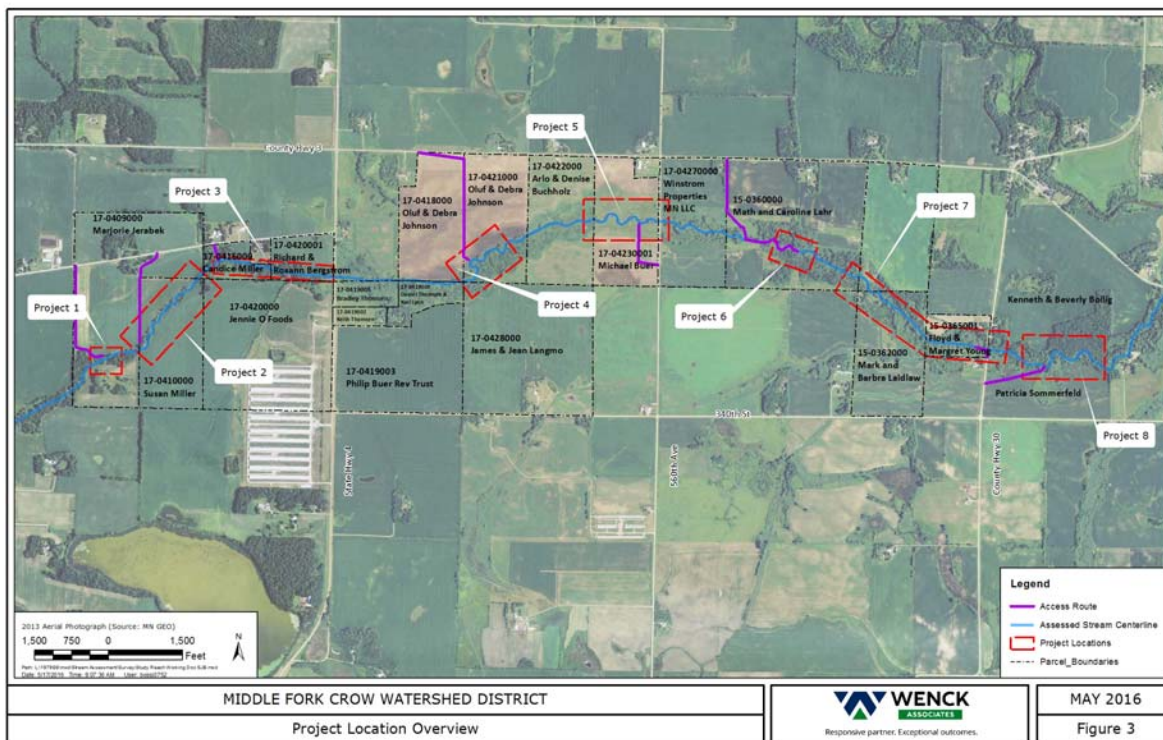 County Hwy 3
Project 5
17-0421000
Oluf & Debra
Johnson
17-0422000
Arlo & Denise
Buchholz
17-04270000
Winstrom
Properties
MN LLC
17-0418000
Oluf & Debra
Johnson
15-0360000
Math and Caroline Lahr
Project 3
17-0409000
Marjorie Jerabek
Project 7
17-0420001
Richard &
Roxann Bergstrom
17-0416000
Candice Miller
17-04230001
Michael Buer
Project 4
Project 1
17-0420000
Jennie O Foods
Project 6
Kenneth & Beverly Bollig
15-0365001
Floyd &
Margret Young
17-0428000
James & Jean Langmo
Project 2
17-0410000
Susan Miller
17-0419003
Philip Buer Rev Trust
15-0362000
Mark and
Barbra Laidlaw
Patricia Sommerfeld
340th St
Project 8
State Hwy 4
560th Ave
County Hwy 30
Legend
Access Route
Assessed Stream Centerline
Project Locations
Parcel_Boundaries
2013 Aerial Photograph (Source: MN GEO)
1,500 750 0 1,500
Feet
N
MIDDLE FORK CROW WATERSHED DISTRICT
Project Location Overview
WENCK
ASSOCIATES
Responsive partner. Exceptional outcomes.
MAY 2016
Figure 3